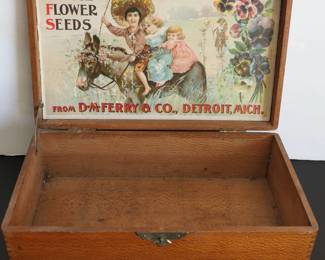 FLOWER
SEEDS
FROM D.M. FERRY & CO., DETROIT, MICH.